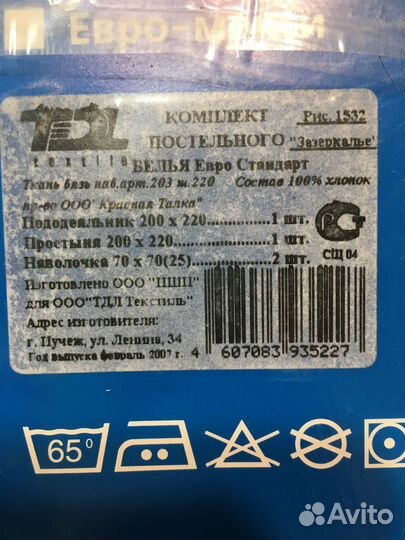 Евро-м
TDL КОМПЛЕКТ Рис. 1532
textile ПОСТЕЛЬНОГО "Зазеркалье"
БЕЛЬЯ Евро Стандарт
Ткань бязь наб.арт.203 ш.220 Состав 100% хлопок
пр-во ООО "Красная Талка"
Пододеяльник 200 х 220 1 шт.
Простыня 200 х 220 1 шт.
Наволочка 70 х 70(25) 2 шт.
СЩ 04
Изготовлено ООО "ПШП"
для ООО"ТДЛ Текстиль"
Адрес изготовителя:
г. Пучеж, ул. Ленина, 34
Год выпуска февраль 2007 г.
4 607083 935227
65°
Avito